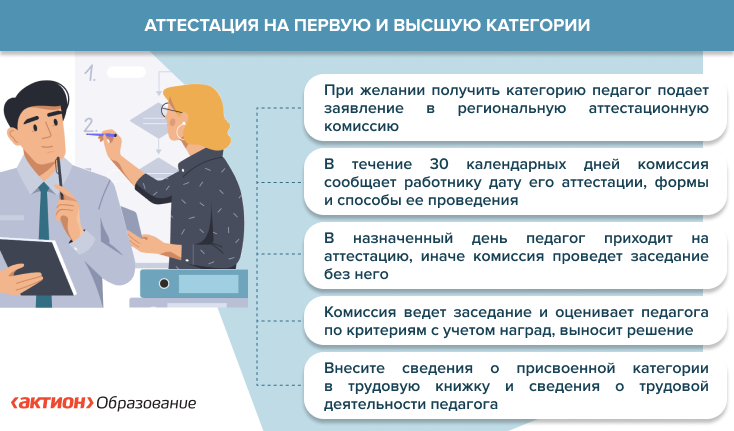 АТТЕСТАЦИЯ НА ПЕРВУЮ И ВЫСШУЮ КАТЕГОРИИ
1.
2.
При желании получить категорию педагог подает
заявление в региональную аттестационную
комиссию
В течение 30 календарных дней комиссия
сообщает работнику дату его аттестации, формы
и способы ее проведения
В назначенный день педагог приходит на
аттестацию, иначе комиссия проведет заседание
без него
Комиссия ведет заседание и оценивает педагога
по критериям с учетом наград, выносит решение
Внесите сведения о присвоенной категории
в трудовую книжку и сведения о трудовой
деятельности педагога
актион Образование